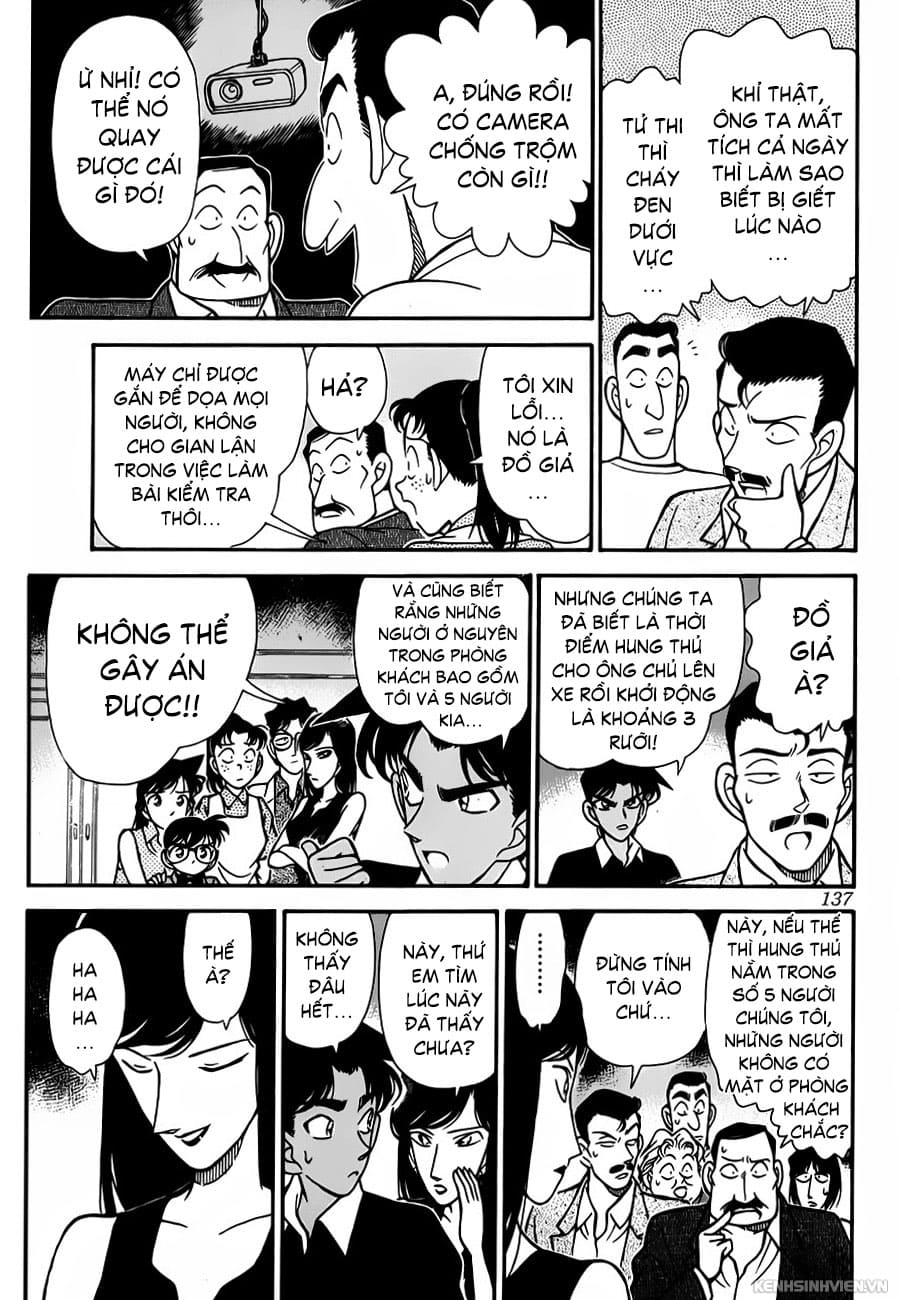 KHỈ THẬT,
ÔNG TA MẤT
TÍCH CẢ NGÀY
THÌ LÀM SAO
BIẾT BỊ GIẾT
LÚC NÀO
...
TỬ THI
THÌ
CHÁY
ĐEN
DƯỚI
VỰC
...
A, ĐÚNG RỒI!
CÓ CAMERA
CHỐNG TRỘM
CÒN GÌ!!
Ừ NHỈ! CÓ
THỂ NÓ
QUAY
ĐƯỢC CÁI
GÌ ĐÓ!
TÔI XIN
LỖI...
NÓ LÀ
ĐỒ GIẢ
...
HẢ?
MÁY CHỈ ĐƯỢC
GẮN ĐỂ DỌA MỌI
NGƯỜI, KHÔNG
CHO GIAN LẬN
TRONG VIỆC LÀM
BÀI KIỂM TRA
THÔI...
ĐỒ
GIẢ
À?
NHƯNG CHÚNG TA
ĐÃ BIẾT LÀ THỜI
ĐIỂM HUNG THỦ
CHO ÔNG CHỦ LÊN
XE RỒI KHỞI ĐỘNG
LÀ KHOẢNG 3
RƯỠI!
VÀ CŨNG BIẾT
RẰNG NHỮNG
NGƯỜI Ở NGUYÊN
TRONG PHÒNG
KHÁCH BAO GỒM
TÔI VÀ 5 NGƯỜI
KIA...
KHÔNG THỂ
GÂY ÁN
ĐƯỢC!!
137
NÀY, NẾU THẾ
THÌ HUNG THỦ
NẰM TRONG
SỐ 5 NGƯỜI
CHÚNG TÔI,
NHỮNG NGƯỜI
KHÔNG CÓ
MẶT Ở PHÒNG
KHÁCH
CHẮC?
ĐỪNG TÍNH
TÔI VÀO
CHỨ...
.........
NÀY, THỨ
EM TÌM
LÚC NÀY
ĐÃ THẤY
CHƯA?
KHÔNG
THẤY
ĐÂU
HẾT...
THẾ
À?
HA
HA
HA
...
KENHSINHVIEN.VN